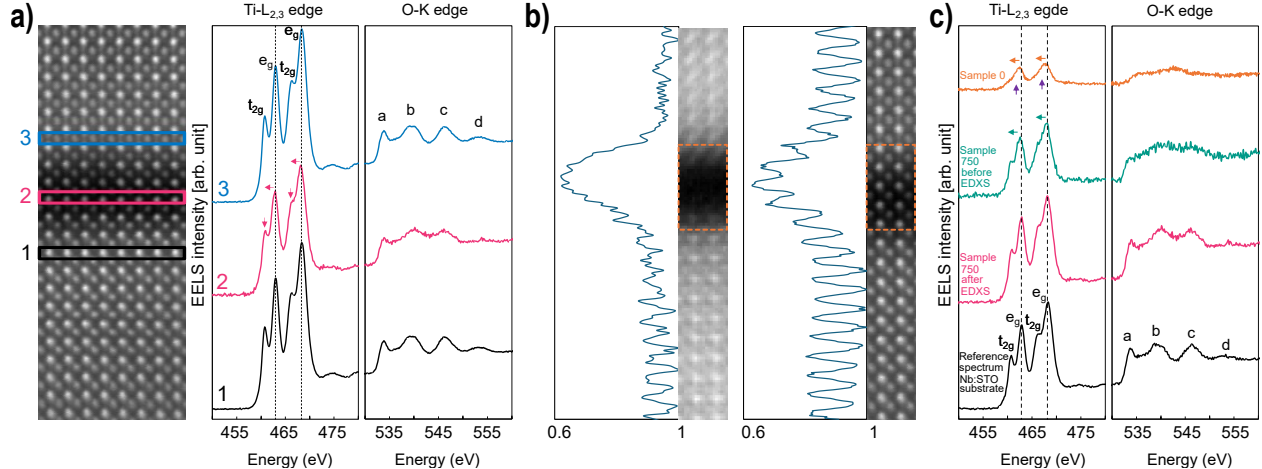 a)
Ti-L2,3 edge
O-K edge
3
2
1
EELS intensity [arb. unit]
t2g
eg
t2g
eg
a
b
c
d
3
2
1
455
465
475
535
545
555
Energy (eV)
Energy (eV)
b)
0.6
1
0.6
1
c)
Ti-L2,3 egde
O-K edge
EELS intensity [arb. unit]
Sample 0
Sample
750
before
EDXS
Sample
750
after
EDXS
Reference
spectrum
Nb:STO
substrate
t2g
eg
t2g
eg
a
b
c
d
455
465
475
535
545
555
Energy (eV)
Energy (eV)